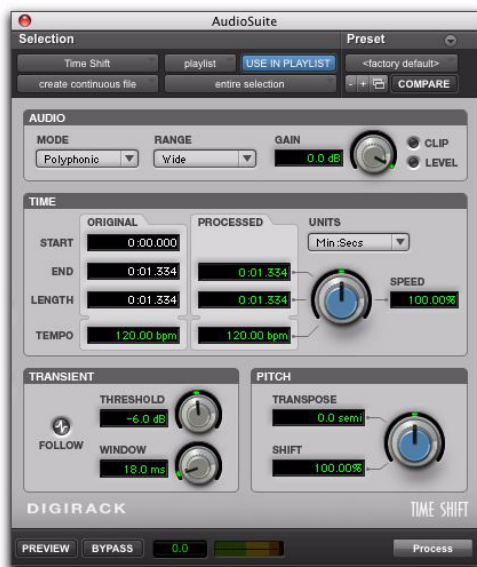 AudioSuite
Selection
Preset
Time Shift
playlist
USE IN PLAYLIST
<factory default>
create continuous file
entire selection
- +
COMPARE
AUDIO
MODE
RANGE
GAIN
Polyphonic
Wide
0.0 dB
CLIP
LEVEL
TIME
ORIGINAL
PROCESSED
UNITS
START
0:00.000
Min:Secs
END
0:01.334
0:01.334
SPEED
LENGTH
0:01.334
0:01.334
100.00%
TEMPO
120.00 bpm
120.00 bpm
TRANSIENT
PITCH
THRESHOLD
-6.0 dB
FOLLOW
WINDOW
18.0 ms
TRANSPOSE
0.0 semi
SHIFT
100.00%
DIGIRACK
TIME SHIFT
PREVIEW
BYPASS
0.0
Process